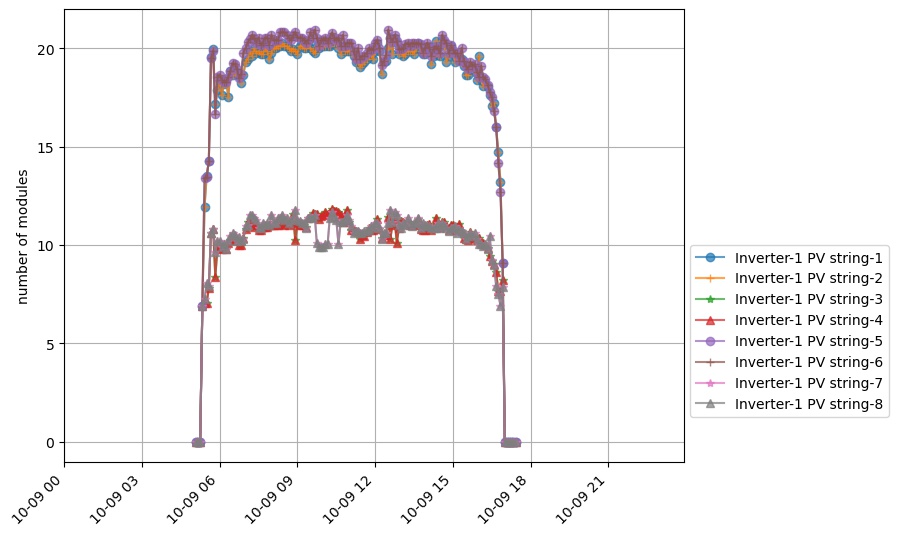 20
15
10
5
0
number of modules
10-09 00
10-09 03
10-09 06
10-09 09
10-09 12
10-09 15
10-09 18
10-09 21
Inverter-1 PV string-1
Inverter-1 PV string-2
Inverter-1 PV string-3
Inverter-1 PV string-4
Inverter-1 PV string-5
Inverter-1 PV string-6
Inverter-1 PV string-7
Inverter-1 PV string-8